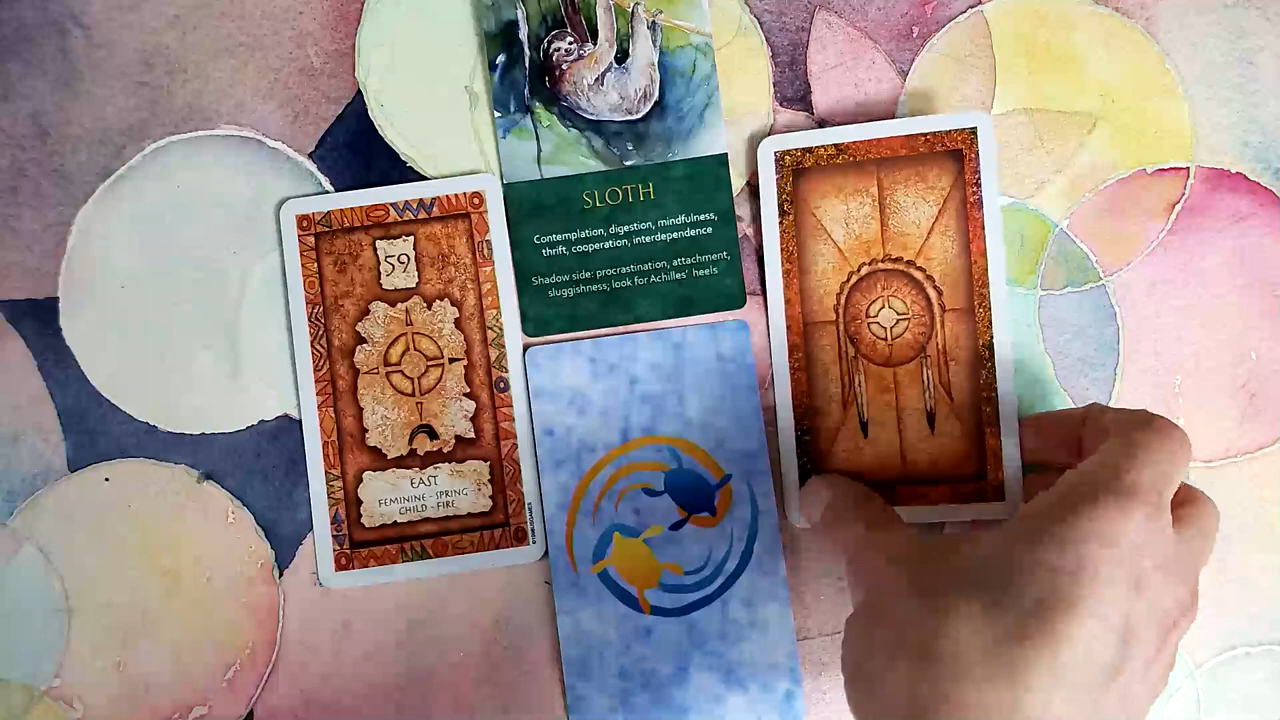 SLOTH
Contemplation, digestion, mindfulness,
thrift, cooperation, interdependence
Shadow side: procrastination, attachment,
sluggishness; look for Achilles' heels
59
EAST
FEMININE - SPRING
CHILD - FIRE